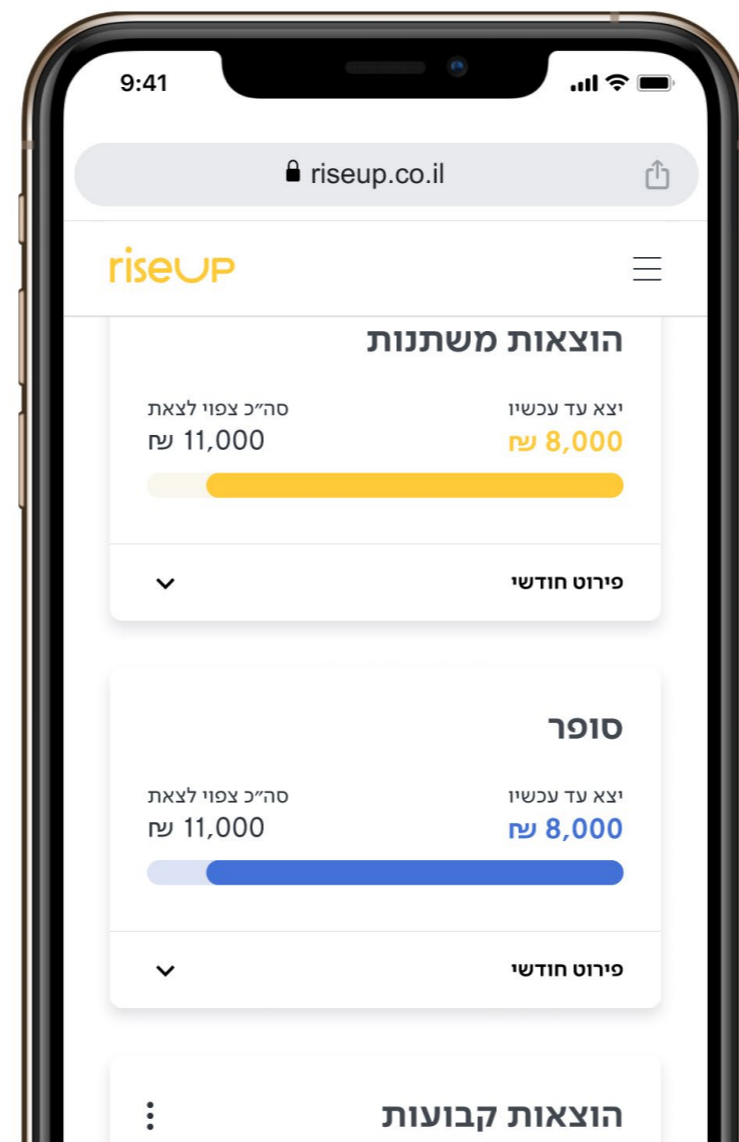 9:41
riseup.co.il
riseup
הוצאות משתנות
יצא עד עכשיו
סה״כ צפוי לצאת
8,000 ₪
11,000 ₪
פירוט חודשי
סופר
יצא עד עכשיו
סה״כ צפוי לצאת
8,000 ₪
11,000 ₪
פירוט חודשי
הוצאות קבועות